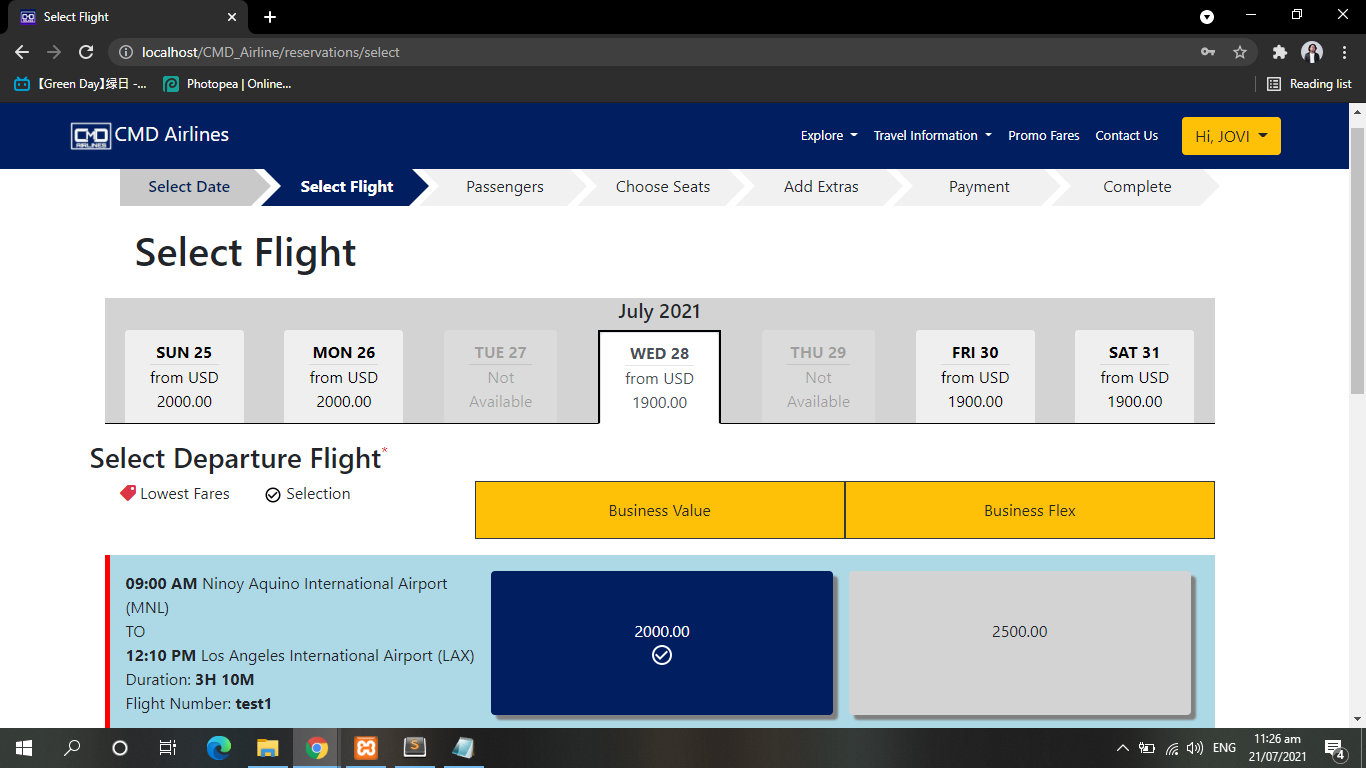 Select Flight
localhost/CMD_Airline/reservations/select
【Green Day】绿日 -...
Photopea | Online...
Reading list
CMD AIRLINES
CMD Airlines
Explore
Travel Information
Promo Fares
Contact Us
Hi, JOVI
Select Date
Select Flight
Passengers
Choose Seats
Add Extras
Payment
Complete
Select Flight
July 2021
SUN 25
from USD
2000.00
MON 26
from USD
2000.00
TUE 27
Not
Available
WED 28
from USD
1900.00
THU 29
Not
Available
FRI 30
from USD
1900.00
SAT 31
from USD
1900.00
Select Departure Flight*
Lowest Fares
Selection
Business Value
Business Flex
09:00 AM Ninoy Aquino International Airport
(MNL)
TO
12:10 PM Los Angeles International Airport (LAX)
Duration: 3H 10M
Flight Number: test1
2000.00
2500.00
ENG
11:26 am
21/07/2021
4